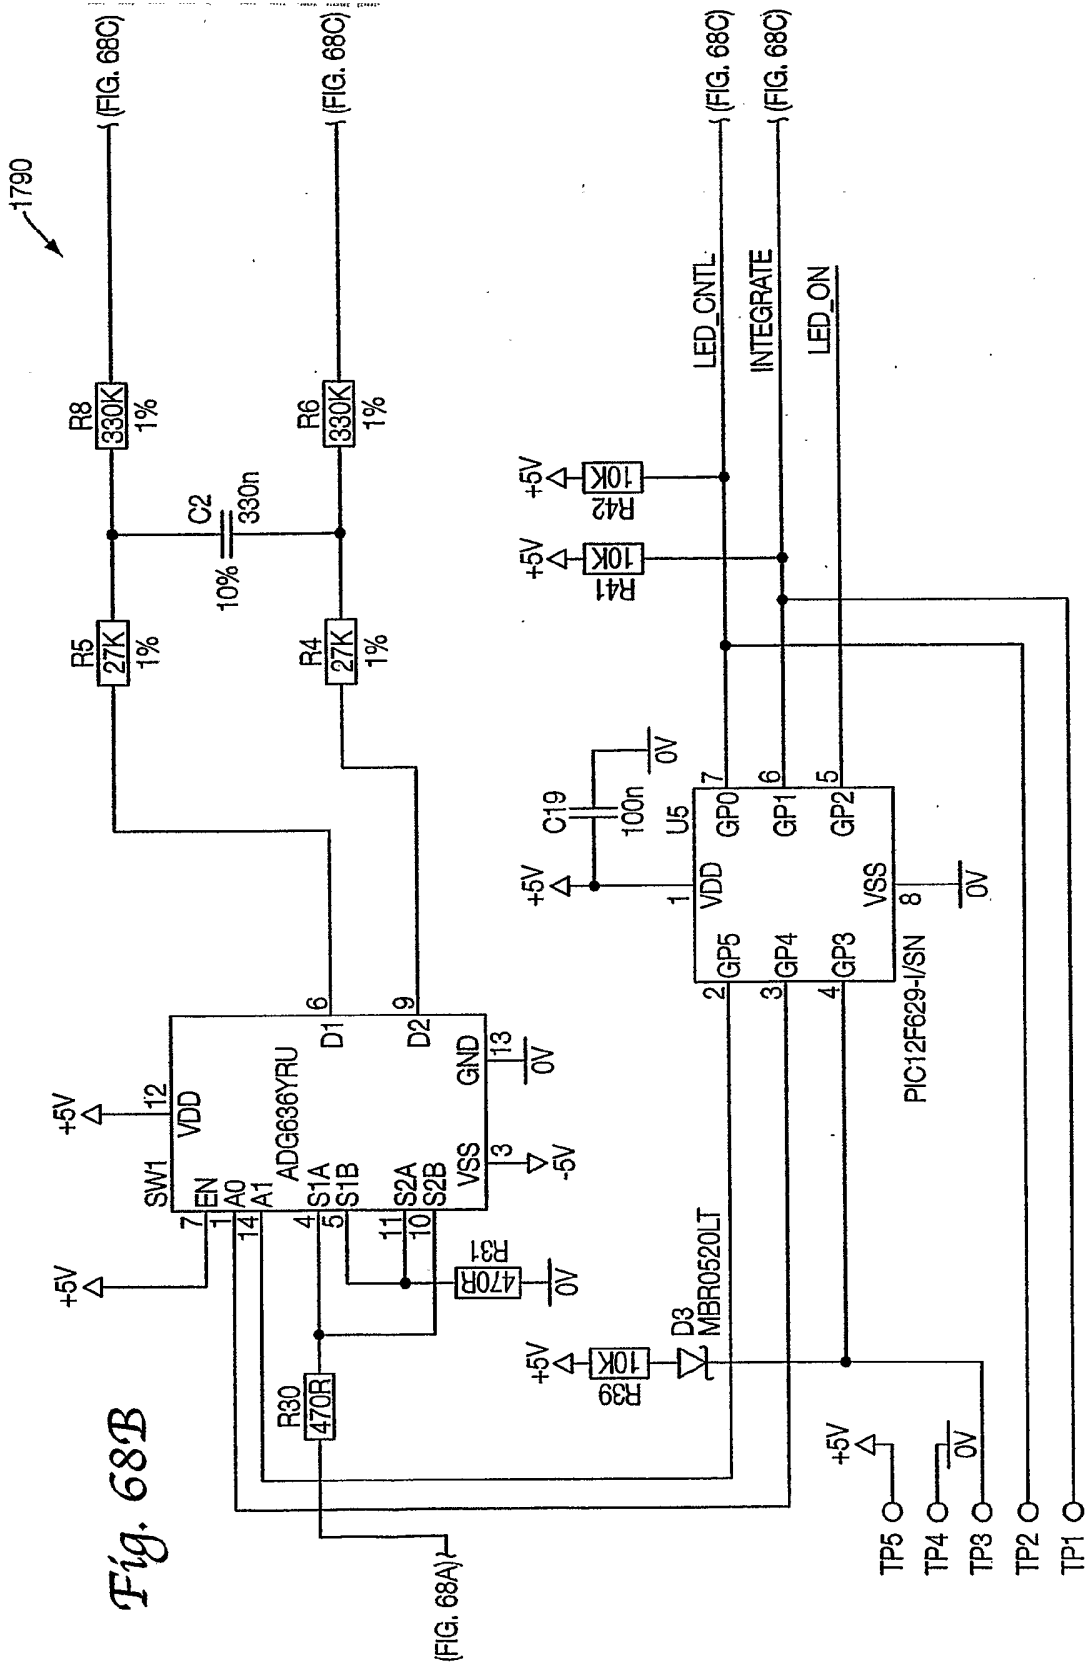 Fig. 68B
1790
(FIG. 68A)
(FIG. 68C)
(FIG. 68C)
R30
470R
+5V
7
EN
1
A0
14
A1
4
S1A
5
S1B
11
S2A
10
S2B
SW1
+5V
12
VDD
ADG636YRU
D1
6
D2
9
VSS
3
-5V
GND
13
0V
R31
470R
0V
R5
27K
1%
R4
27K
1%
C2
330n
10%
R8
330K
1%
R6
330K
1%
+5V
R39
10K
D3
MBR0520LT
+5V
C19
100n
0V
U5
1
VDD
2
GP5
3
GP4
4
GP3
7
GP0
6
GP1
5
GP2
VSS
8
0V
PIC12F629-I/SN
+5V
R41
10K
+5V
R42
10K
LED_CNTL
(FIG. 68C)
INTEGRATE
(FIG. 68C)
LED_ON
+5V
TP5
0V
TP4
TP3
TP2
TP1